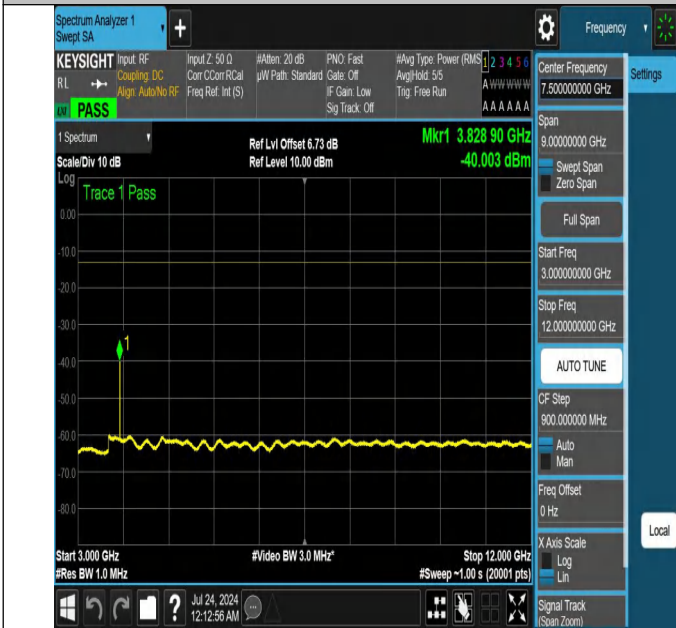 Spectrum Analyzer 1
Swept SA
+
Frequency
KEYSIGHT
RL
PASS
Input: RF
Coupling: DC
Align: Auto/No RF
Input Z: 50 Ω
Corr CCorr RCal
Freq Ref: Int (S)
#Atten: 20 dB
µW Path: Standard
PNO: Fast
Gate: Off
IF Gain: Low
Sig Track: Off
#Avg Type: Power (RMS
Avg|Hold: 5/5
Trig: Free Run
1 2 3 4 5 6
A W W W W W
A A A A A A
1 Spectrum
Scale/Div 10 dB
Ref Lvl Offset 6.73 dB
Ref Level 10.00 dBm
Mkr1 3.828 90 GHz
-40.003 dBm
Log
Trace 1 Pass
0.00
-10.0
-20.0
-30.0
1
-40.0
-50.0
-60.0
-70.0
-80.0
Start 3.000 GHz
#Res BW 1.0 MHz
#Video BW 3.0 MHz*
Stop 12.000 GHz
#Sweep ~1.00 s (20001 pts)
Jul 24, 2024
12:12:56 AM
?
Center Frequency
7.500000000 GHz
Settings
Span
9.00000000 GHz
Swept Span
Zero Span
Full Span
Start Freq
3.000000000 GHz
Stop Freq
12.000000000 GHz
AUTO TUNE
CF Step
900.000000 MHz
Auto
Man
Freq Offset
0 Hz
Local
X Axis Scale
Log
Lin
Signal Track
(Span Zoom)